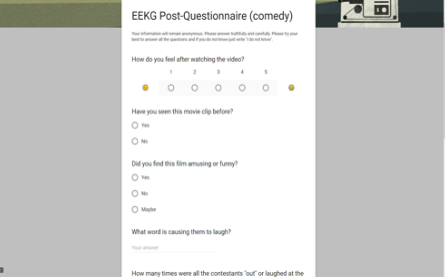 EEKG Post-Questionnaire (comedy)
Your information will remain anonymous. Please answer truthfully and carefully. Please try your
best to answer all the questions and if you do not know just write "I do not know".
How do you feel after watching the video?
1 2 3 4 5
Have you seen this movie clip before?
Yes
No
Did you find this film amusing or funny?
Yes
No
Maybe
What word is causing them to laugh?
Your answer
How many times were all the contestants "out" or laughed at the